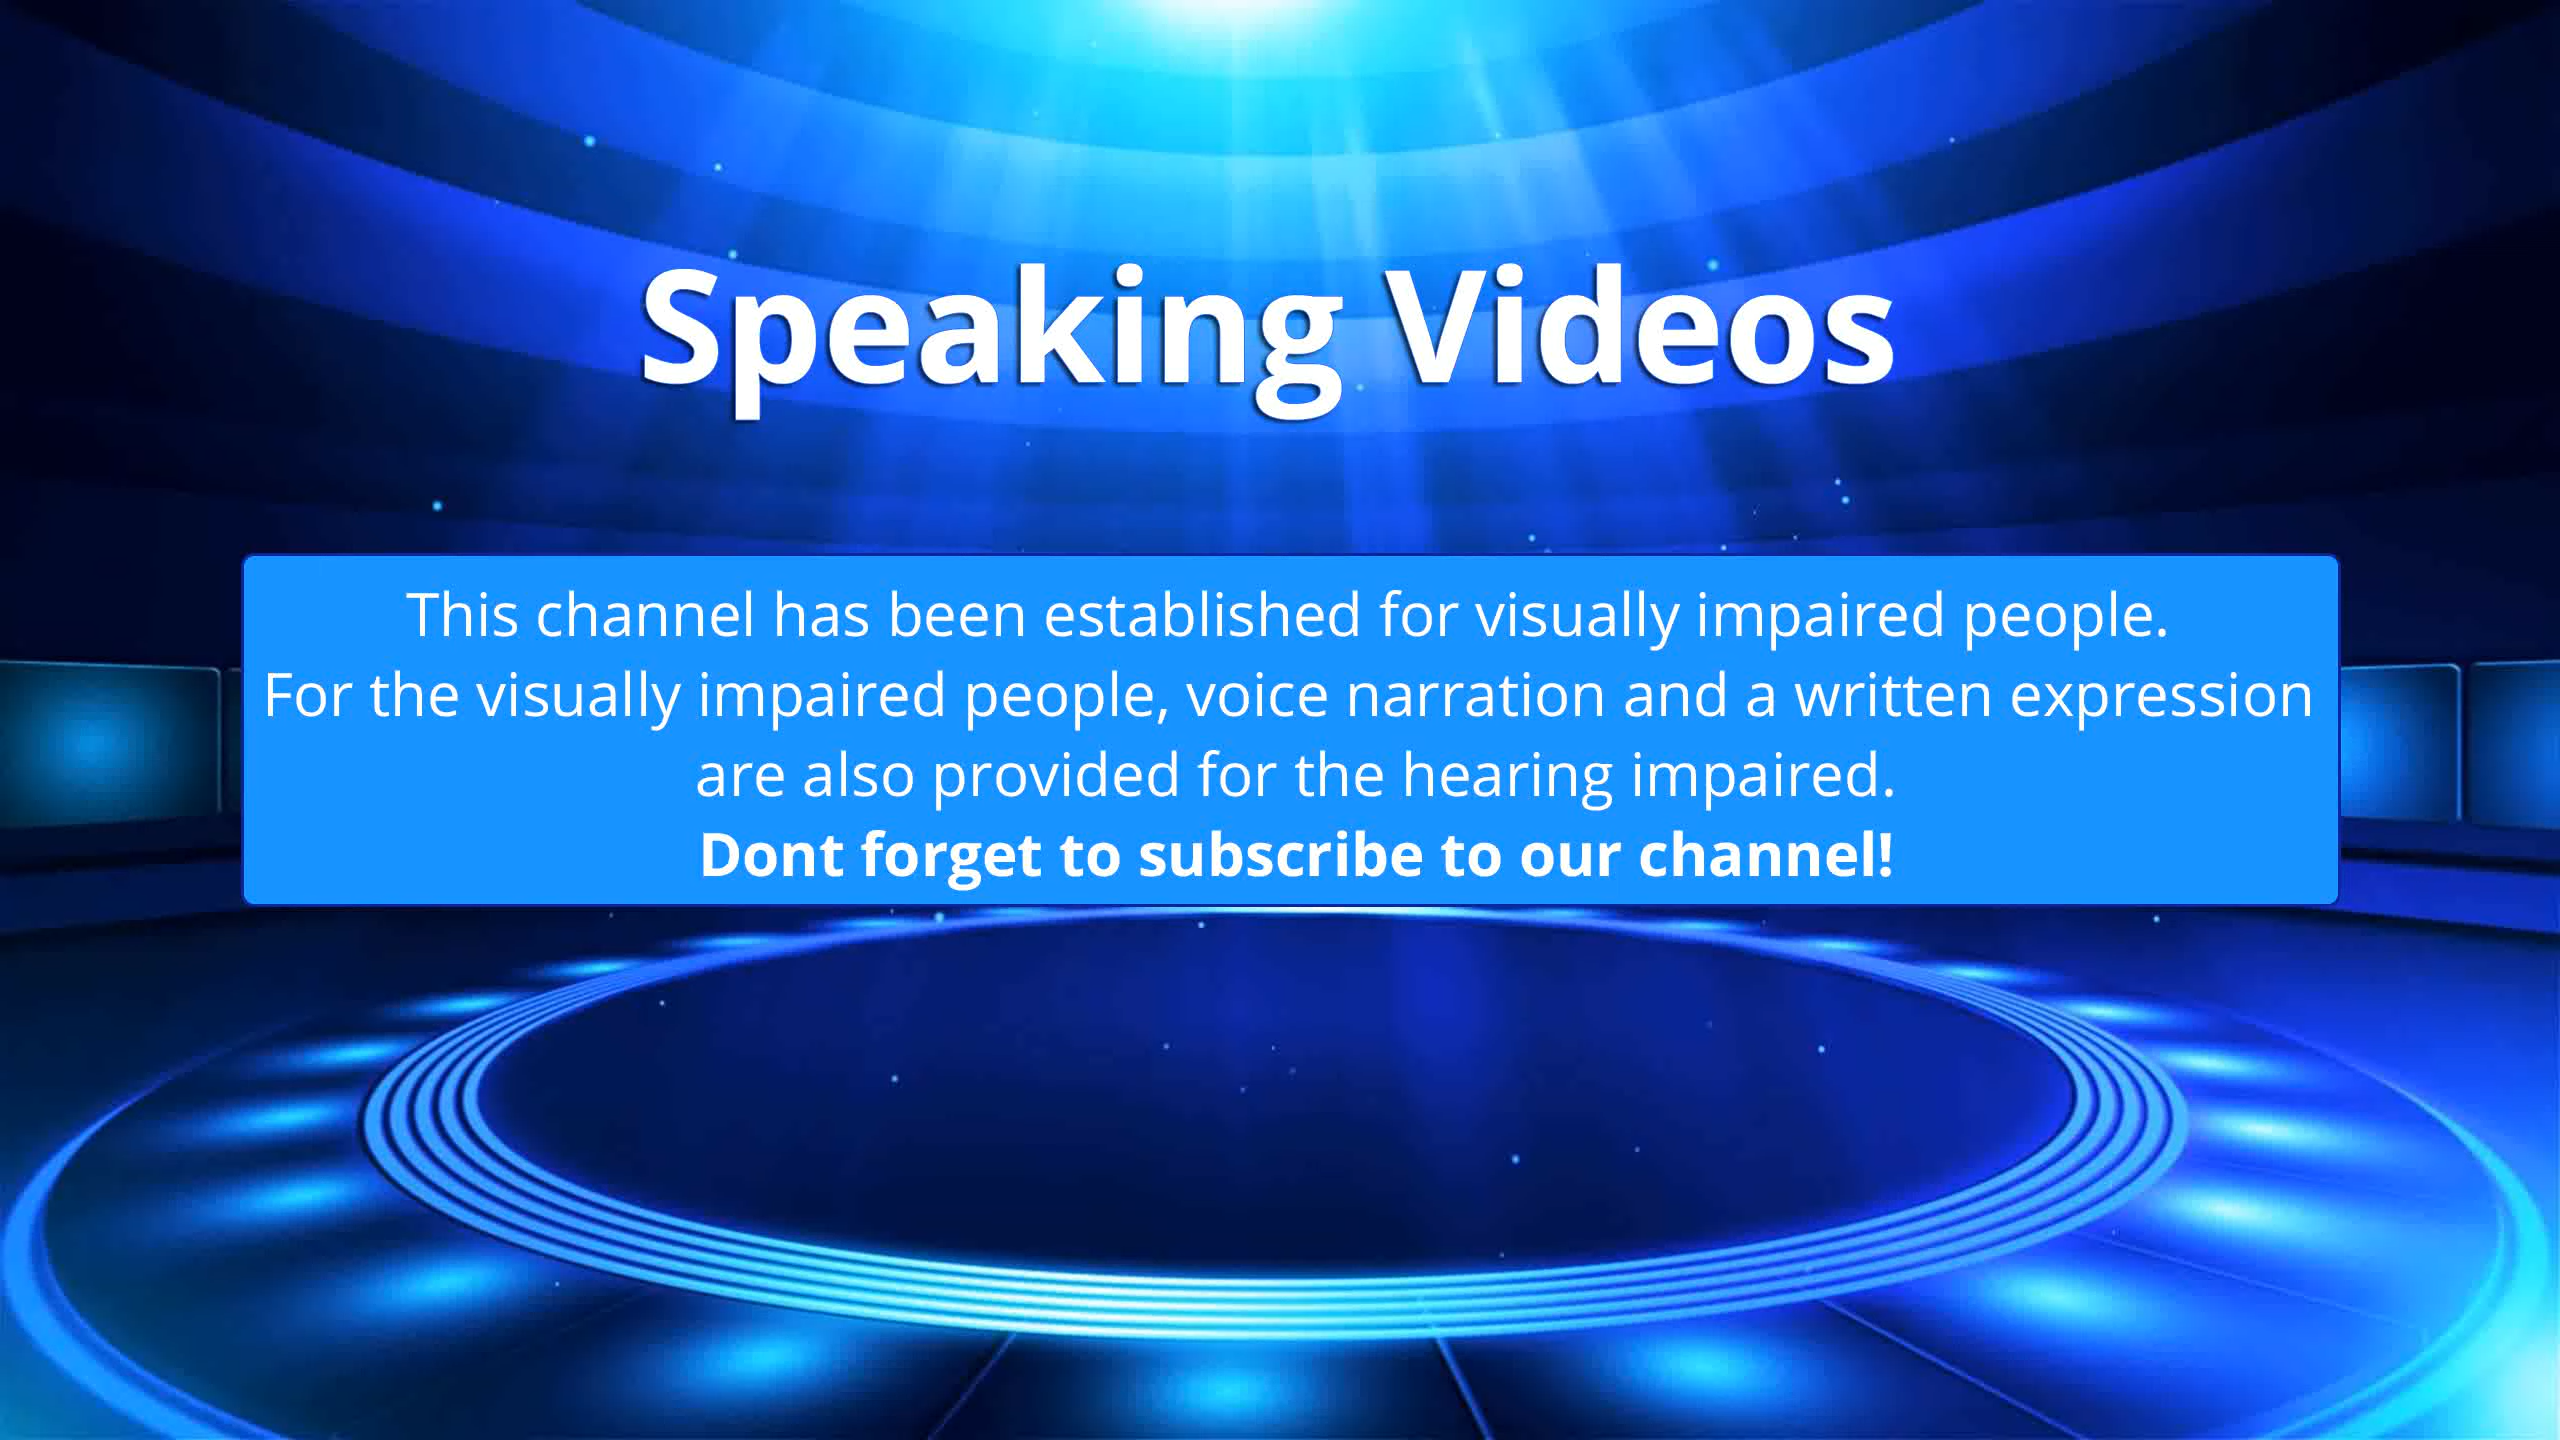 Speaking Videos
This channel has been established for visually impaired people.
For the visually impaired people, voice narration and a written expression
are also provided for the hearing impaired.
Dont forget to subscribe to our channel!